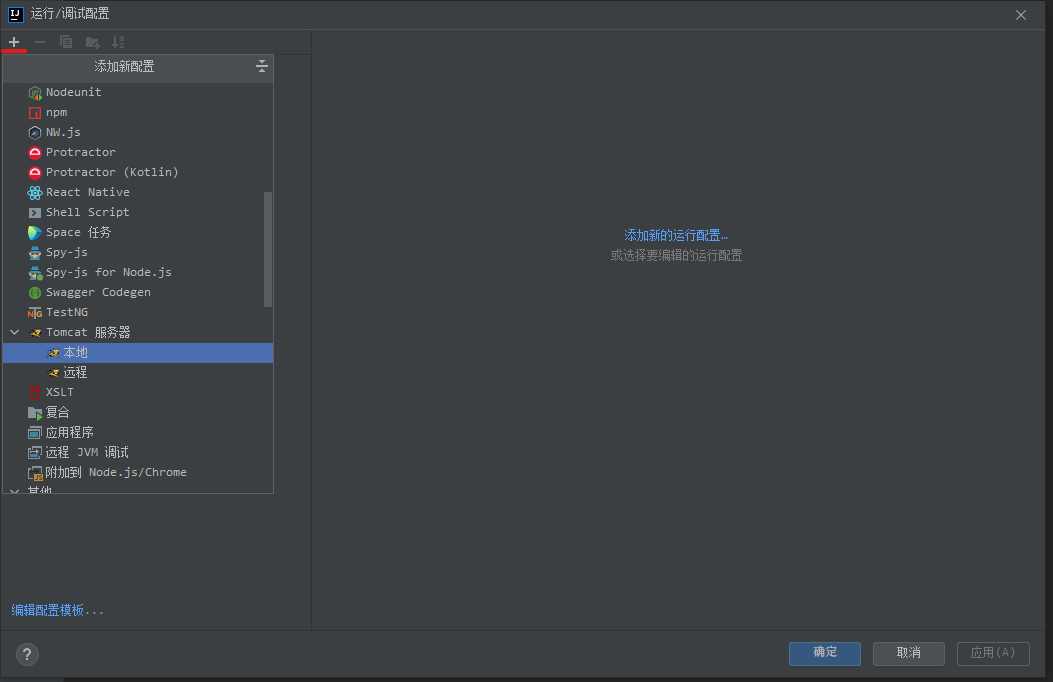 运行/调试配置
添加新配置
Nodeunit
npm
NW.js
Protractor
Protractor (Kotlin)
React Native
Shell Script
Space 任务
Spy-js
Spy-js for Node.js
Swagger Codegen
TestNG
Tomcat 服务器
本地
远程
XSLT
复合
应用程序
远程 JVM 调试
附加到 Node.js/Chrome
其他
添加新的运行配置…
或选择要编辑的运行配置
编辑配置模板...
?
确定
取消
应用(A)